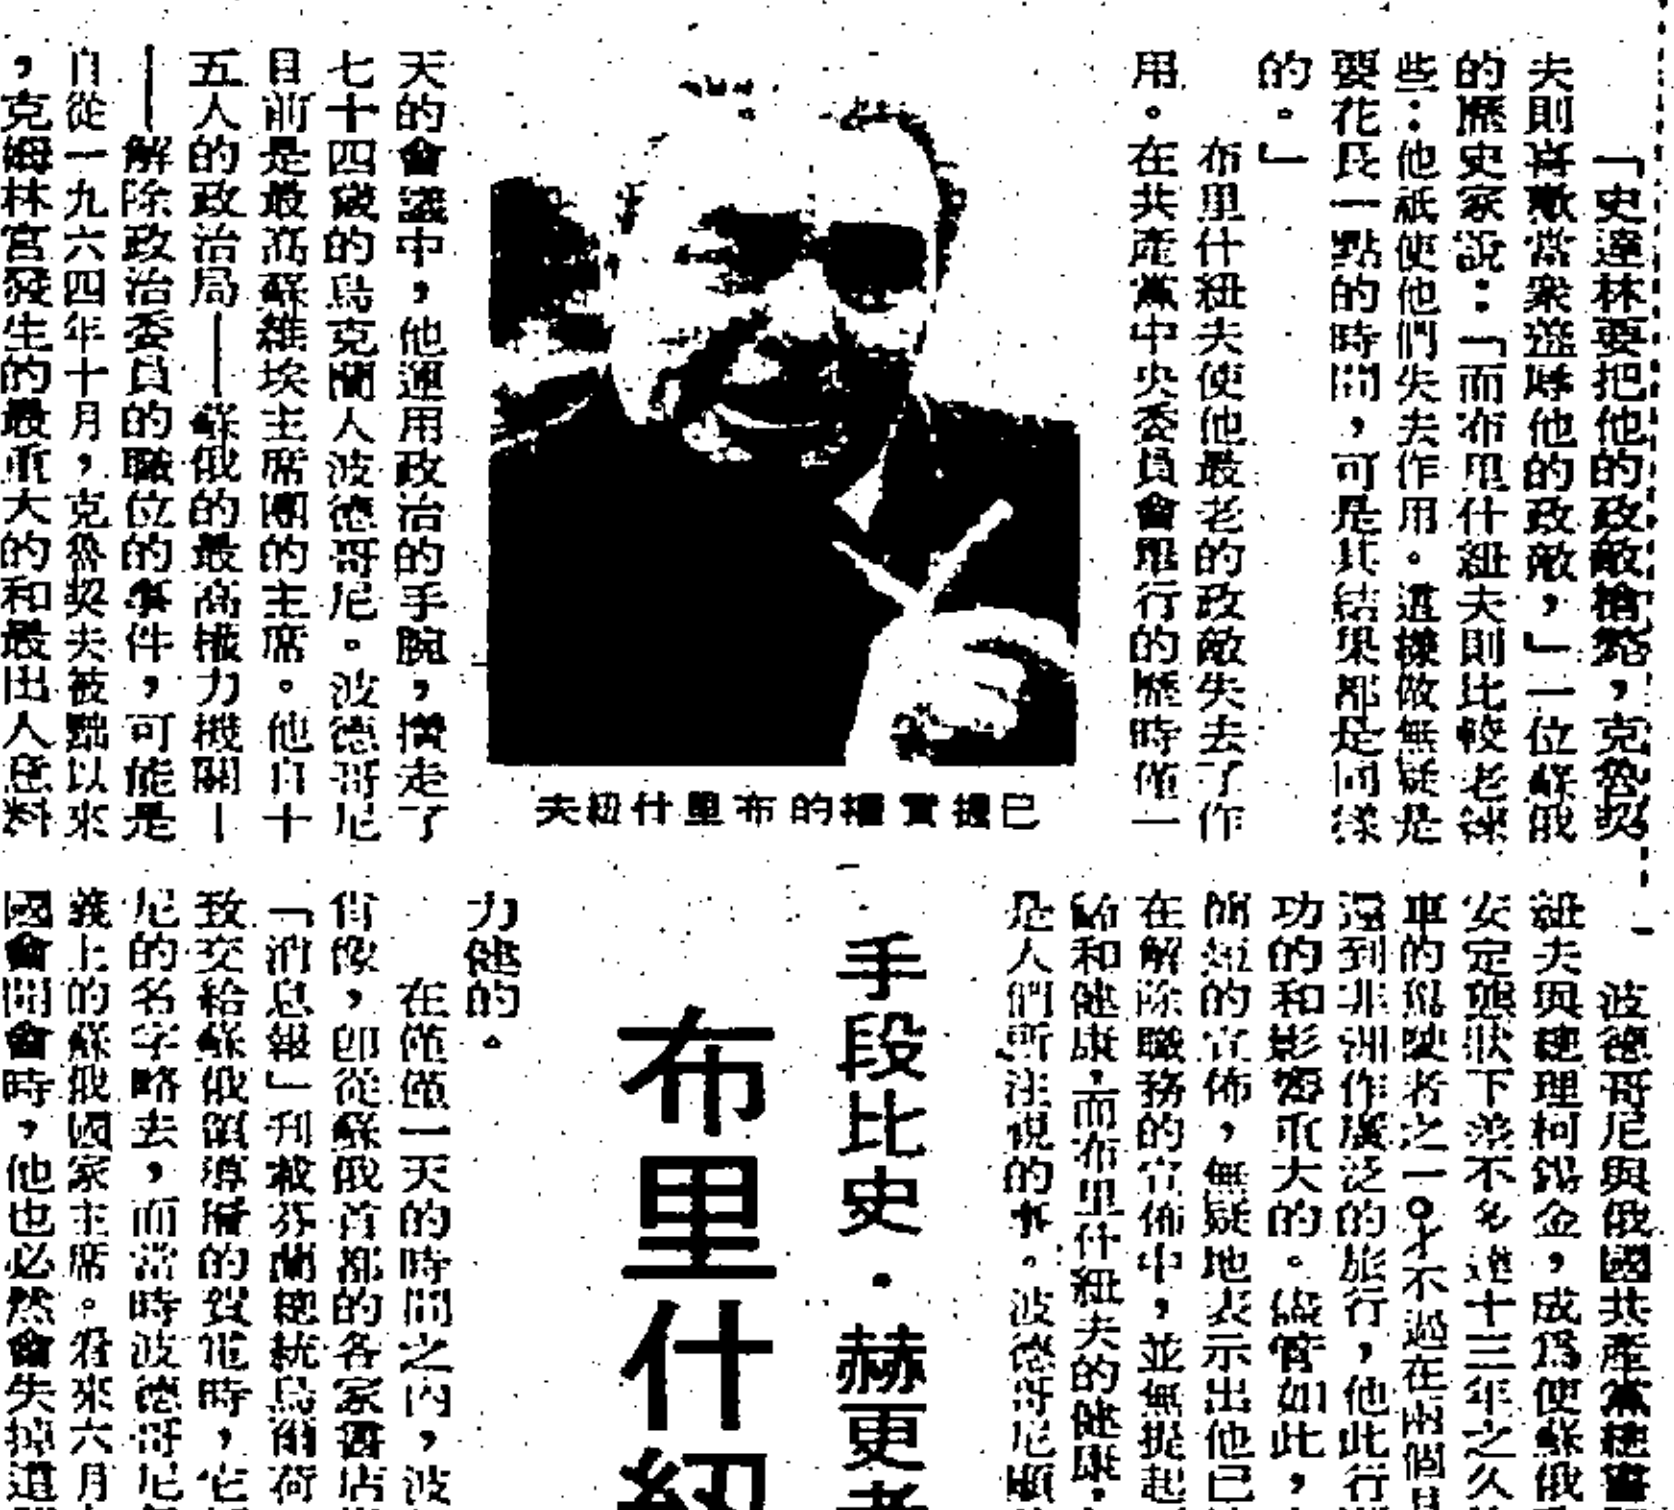 「史達林要把他的政敵槍斃，克魯契
夫則喜歡當衆羞辱他的政敵，」一位蘇俄
的歷史家說：「而布里什紐夫則比較老練
些：他祇使他們失去作用。這樣做無疑是
要花長一點的時間，可是其結果都是同樣
的。」
布里什紐夫使他最老的政敵失去了作
用。在共產黨中央委員會舉行的歷時僅一
已握實權的布里什紐夫
天的會議中，他運用政治的手腕，攆走了
七十四歲的烏克蘭人波德哥尼。波德哥尼
目前是最高蘇維埃主席團的主席。他自十
五人的政治局——蘇俄的最高權力機關—
—解除政治委員的職位的事件，可能是
自從一九六四年十月，克魯契夫被黜以來
，克姆林宮發生的最重大的和最出人意料
波德哥尼與俄國共產黨總書
紐夫與總理柯錫金，成爲使蘇俄
安定態狀下差不多達十三年之久
車的駕駛者之一。才不過在兩個月
還到非洲作廣泛的旅行，他此行
功的和影響重大的。儘管如此，
簡短的宣佈，無疑地表示出他已
在解除職務的宣佈中，並無提起
齡和健康，而布里什紐夫的健康，
是人們所注視的事。波德哥尼顯
手段比史．赫更老
布里什紐
力健的。
在僅僅一天的時間之內，波
肖像，卽從蘇俄首都的各家書店
「消息報」刊載芬蘭總統烏爾荷
致交給蘇俄領導層的賀電時，它
尼的名字略去，而當時波德哥尼
義上的蘇俄國家主席。看來六月
國會開會時，他也必然會失掉這